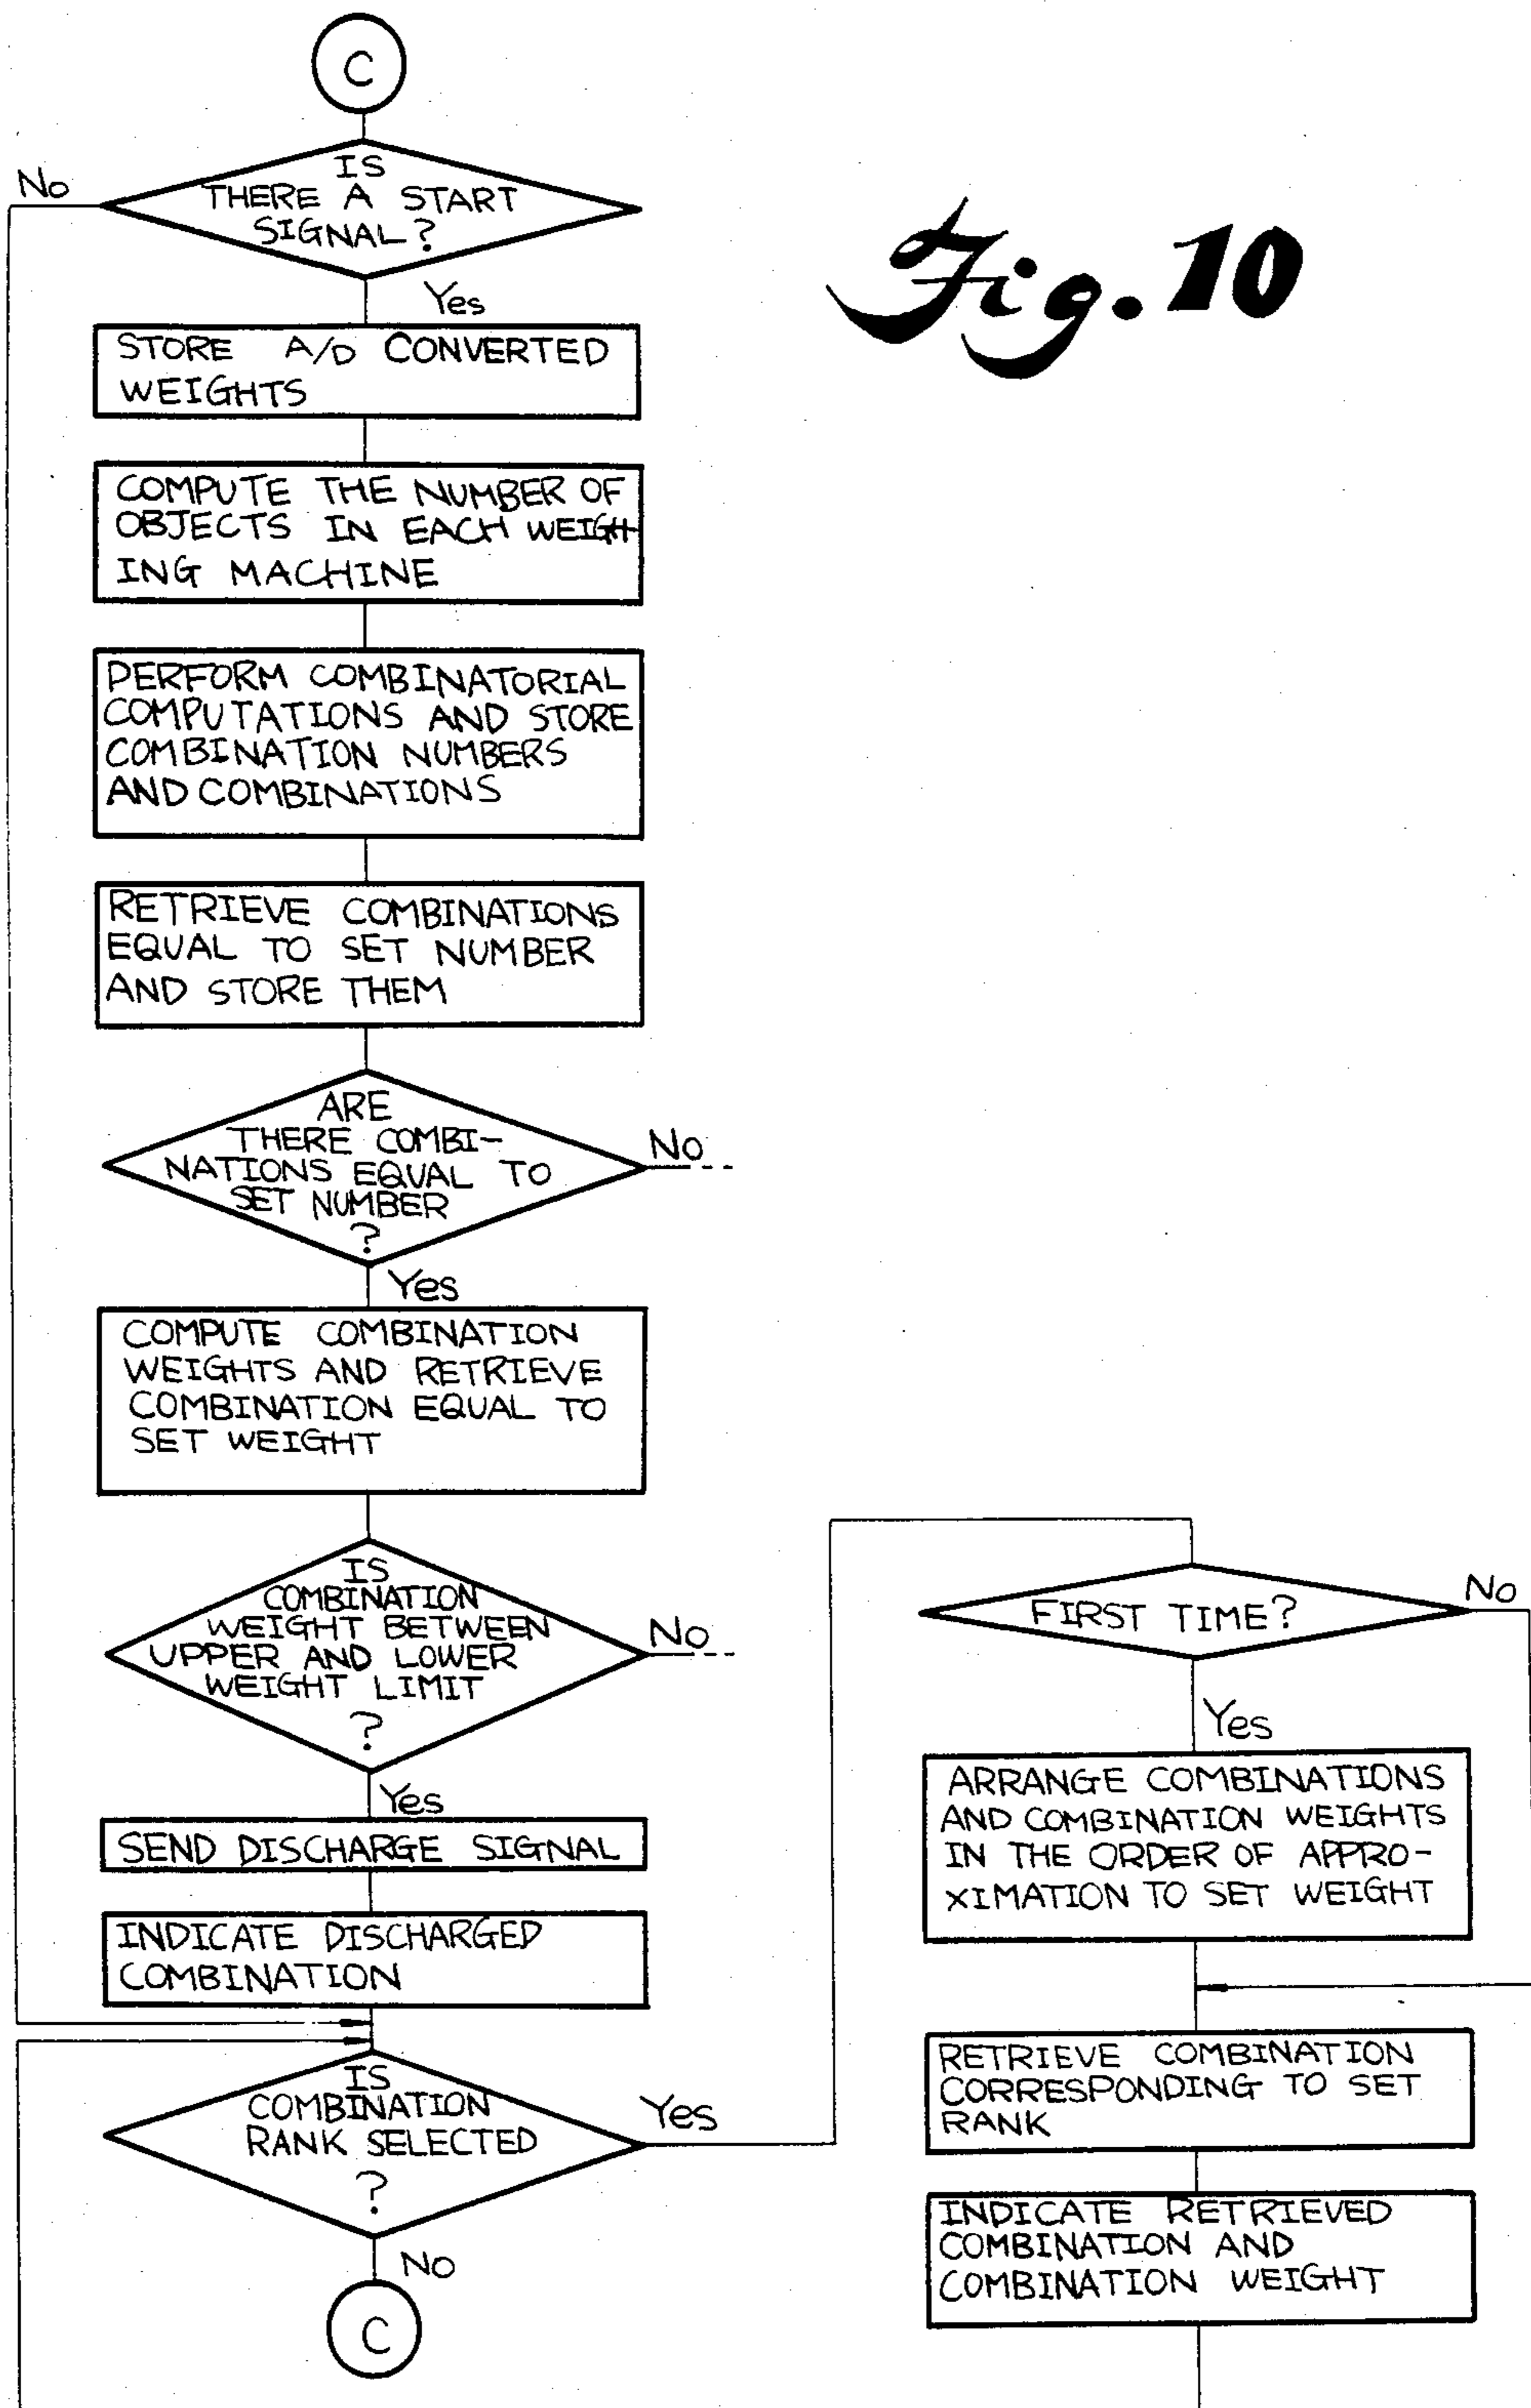 C
IS
THERE A START
SIGNAL?
No
Yes
Fig. 10
STORE A/D CONVERTED
WEIGHTS
COMPUTE THE NUMBER OF
OBJECTS IN EACH WEIGH-
ING MACHINE
PERFORM COMBINATORIAL
COMPUTATIONS AND STORE
COMBINATION NUMBERS
AND COMBINATIONS
RETRIEVE COMBINATIONS
EQUAL TO SET NUMBER
AND STORE THEM
ARE
THERE COMBI-
NATIONS EQUAL TO
SET NUMBER
?
No
Yes
COMPUTE COMBINATION
WEIGHTS AND RETRIEVE
COMBINATION EQUAL TO
SET WEIGHT
IS
COMBINATION
WEIGHT BETWEEN
UPPER AND LOWER
WEIGHT LIMIT
?
No
Yes
SEND DISCHARGE SIGNAL
INDICATE DISCHARGED
COMBINATION
IS
COMBINATION
RANK SELECTED
?
Yes
NO
C
FIRST TIME?
No
Yes
ARRANGE COMBINATIONS
AND COMBINATION WEIGHTS
IN THE ORDER OF APPRO-
XIMATION TO SET WEIGHT
RETRIEVE COMBINATION
CORRESPONDING TO SET
RANK
INDICATE RETRIEVED
COMBINATION AND
COMBINATION WEIGHT